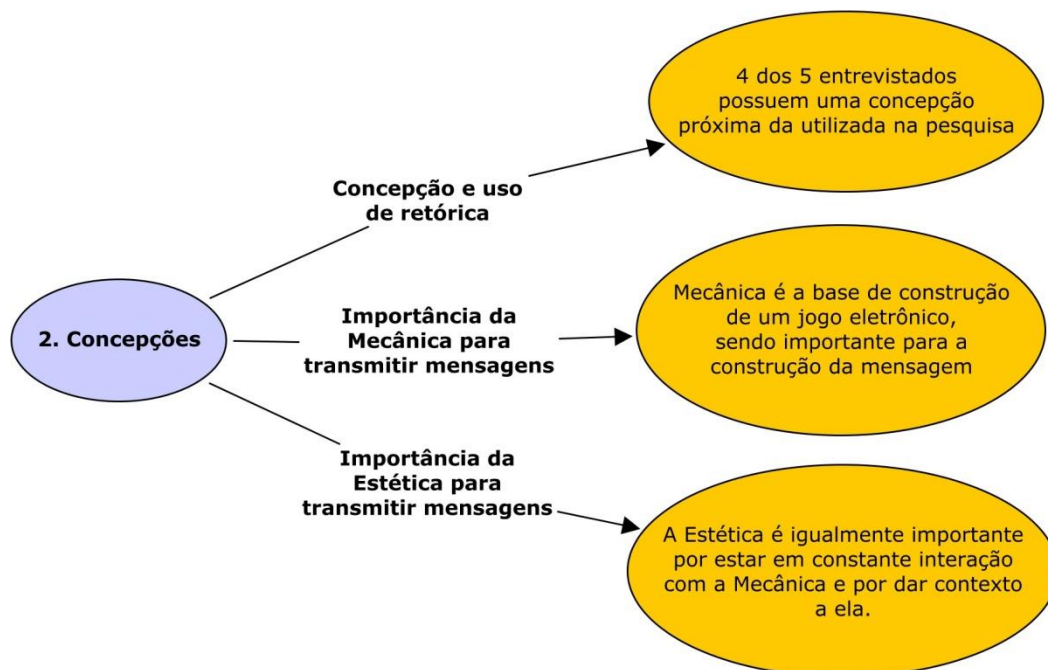 4 dos 5 entrevistados
possuem uma concepção
próxima da utilizada na pesquisa
Concepção e uso
de retórica
2. Concepções
Importância da
Mecânica para
transmitir mensagens
Mecânica é a base de construção
de um jogo eletrônico,
sendo importante para a
construção da mensagem
Importância da
Estética para
transmitir mensagens
A Estética é igualmente importante
por estar em constante interação
com a Mecânica e por dar contexto
a ela.